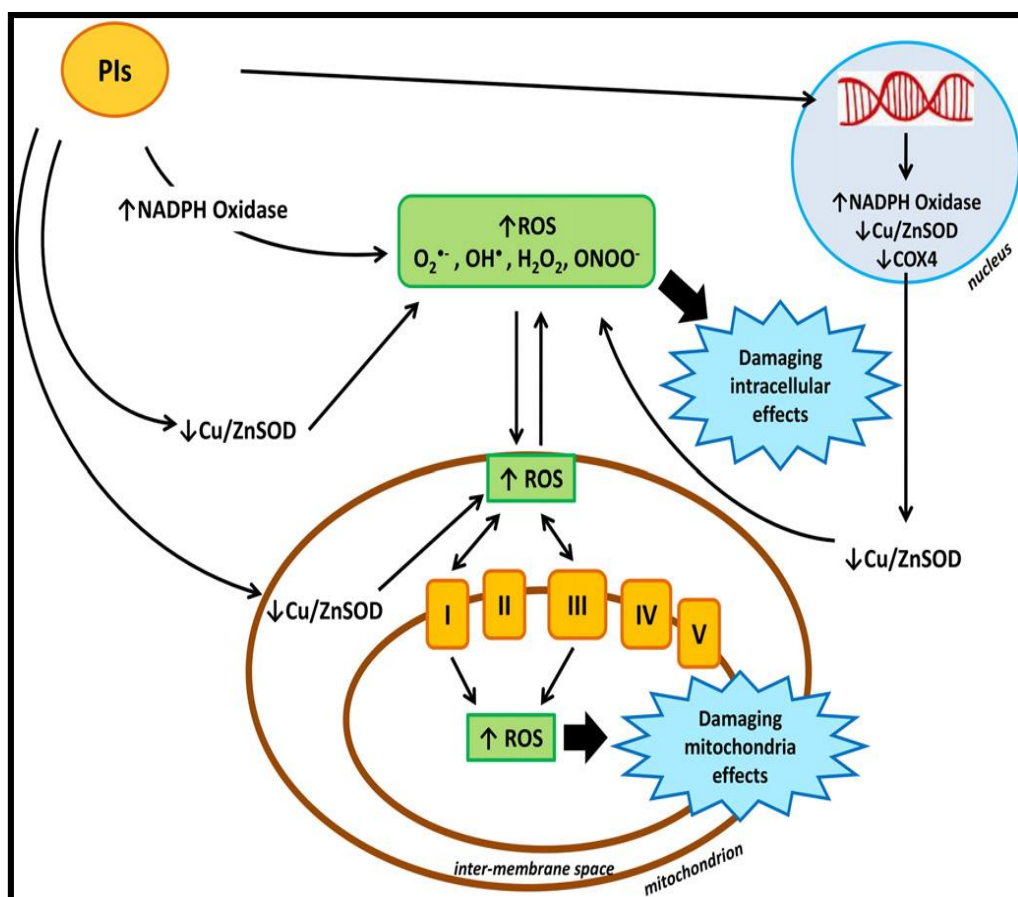 PIs
↑NADPH Oxidase
↑ROS
O₂•⁻ , OH•, H₂O₂, ONOO⁻
↑NADPH Oxidase
↓Cu/ZnSOD
↓COX4
nucleus
Damaging
intracellular
effects
↓Cu/ZnSOD
↑ ROS
↓Cu/ZnSOD
↓Cu/ZnSOD
I
II
III
IV
V
↑ ROS
Damaging
mitochondria
effects
inter-membrane space
mitochondrion